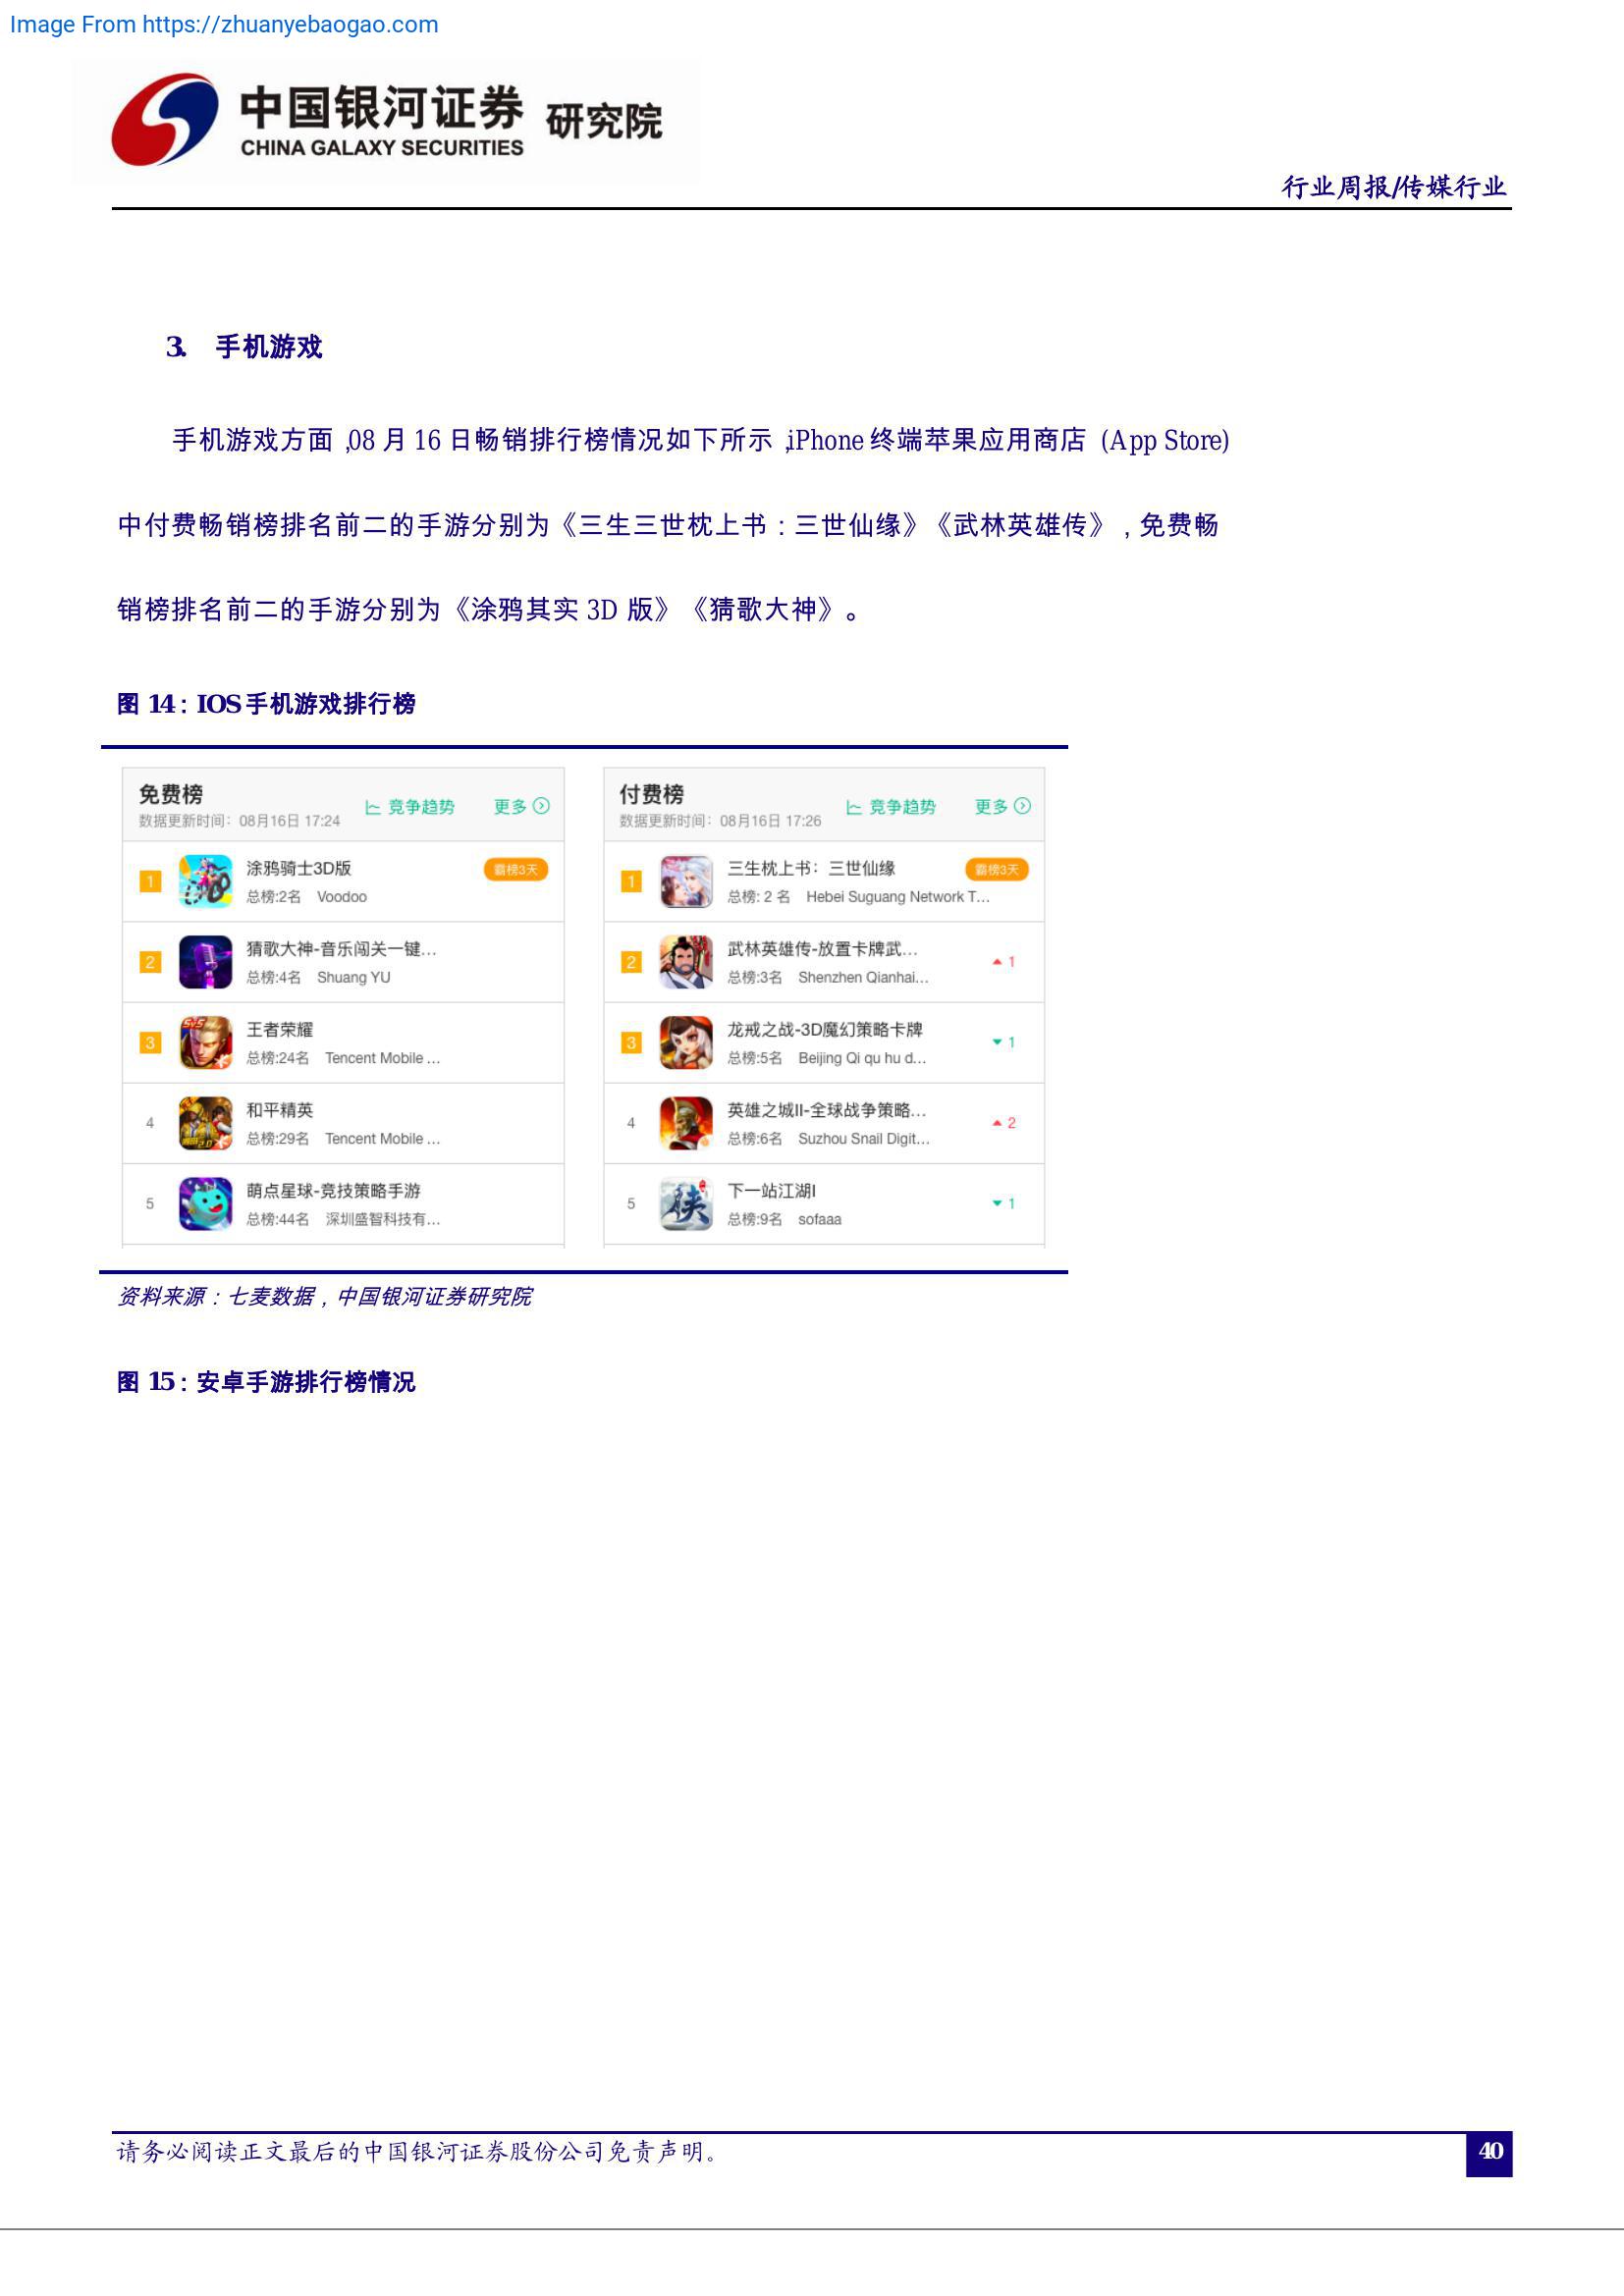 Image From https://zhuanyebaogao.com
中国银河证券 研究院
CHINA GALAXY SECURITIES
行业周报/传媒行业
3. 手机游戏
手机游戏方面,08 月 16 日畅销排行榜情况如下所示,iPhone 终端苹果应用商店 (App Store)
中付费畅销榜排名前二的手游分别为《三生三世枕上书：三世仙缘》《武林英雄传》，免费畅
销榜排名前二的手游分别为《涂鸦其实 3D 版》《猜歌大神》。
图 14：IOS 手机游戏排行榜
免费榜
数据更新时间：08月16日 17:24
竞争趋势 更多
1 涂鸦骑士3D版 霸榜3天
总榜:2名 Voodoo
2 猜歌大神-音乐闯关一键…
总榜:4名 Shuang YU
3 王者荣耀
总榜:24名 Tencent Mobile …
4 和平精英
总榜:29名 Tencent Mobile …
5 萌点星球-竞技策略手游
总榜:44名 深圳盛智科技有…
付费榜
数据更新时间：08月16日 17:26
竞争趋势 更多
1 三生枕上书：三世仙缘 霸榜3天
总榜: 2 名 Hebei Suguang Network T…
2 武林英雄传-放置卡牌武… ▲ 1
总榜:3名 Shenzhen Qianhai…
3 龙戒之战-3D魔幻策略卡牌 ▼ 1
总榜:5名 Beijing Qi qu hu d…
4 英雄之城II-全球战争策略… ▲ 2
总榜:6名 Suzhou Snail Digit…
5 下一站江湖I ▼ 1
总榜:9名 sofaaa
资料来源：七麦数据，中国银河证券研究院
图 15：安卓手游排行榜情况
请务必阅读正文最后的中国银河证券股份公司免责声明。
40